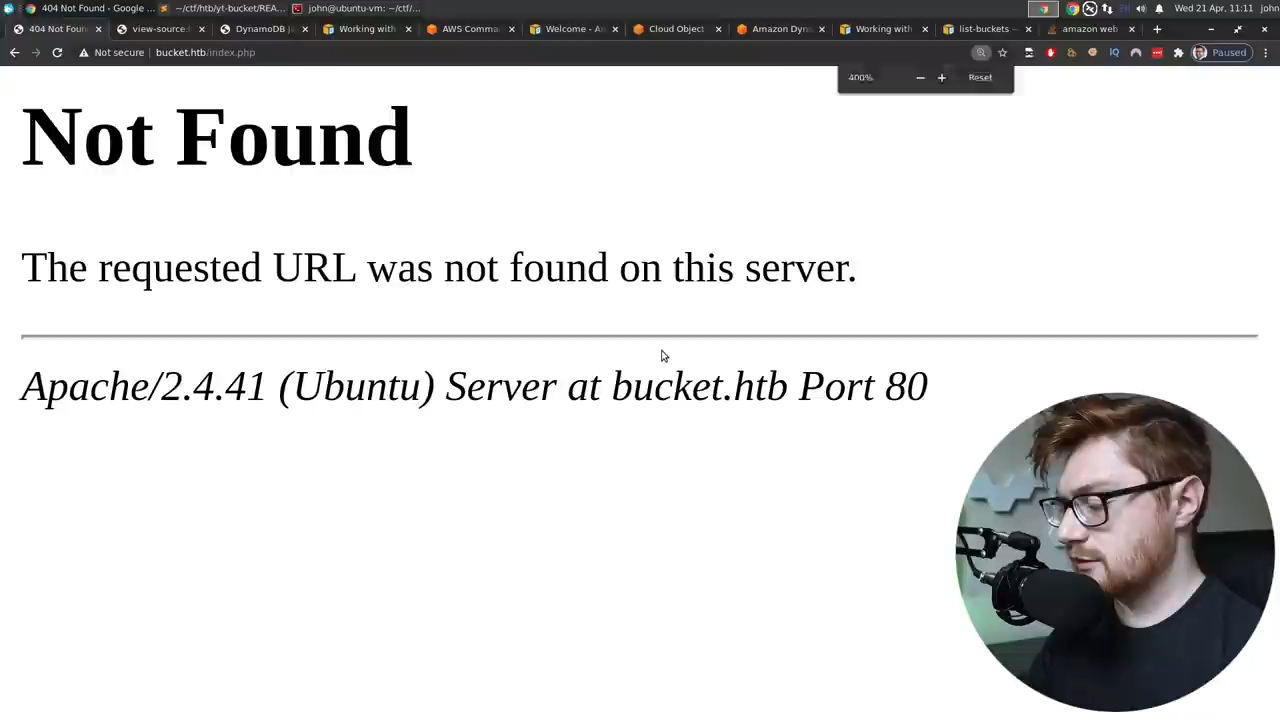 404 Not Found - Google ...
~/ctf/htb/yt-bucket/REA...
john@ubuntu-vm: ~/ctf/...
Wed 21 Apr, 11:11 john
404 Not Foun
view-source:
DynamoDB J
Working with
AWS Comman
Welcome - A
Cloud Object
Amazon Dyn
Working with
list-buckets —
amazon web
Not secure
bucket.htb/index.php
Paused
400%
Reset
Not Found
The requested URL was not found on this server.
Apache/2.4.41 (Ubuntu) Server at bucket.htb Port 80